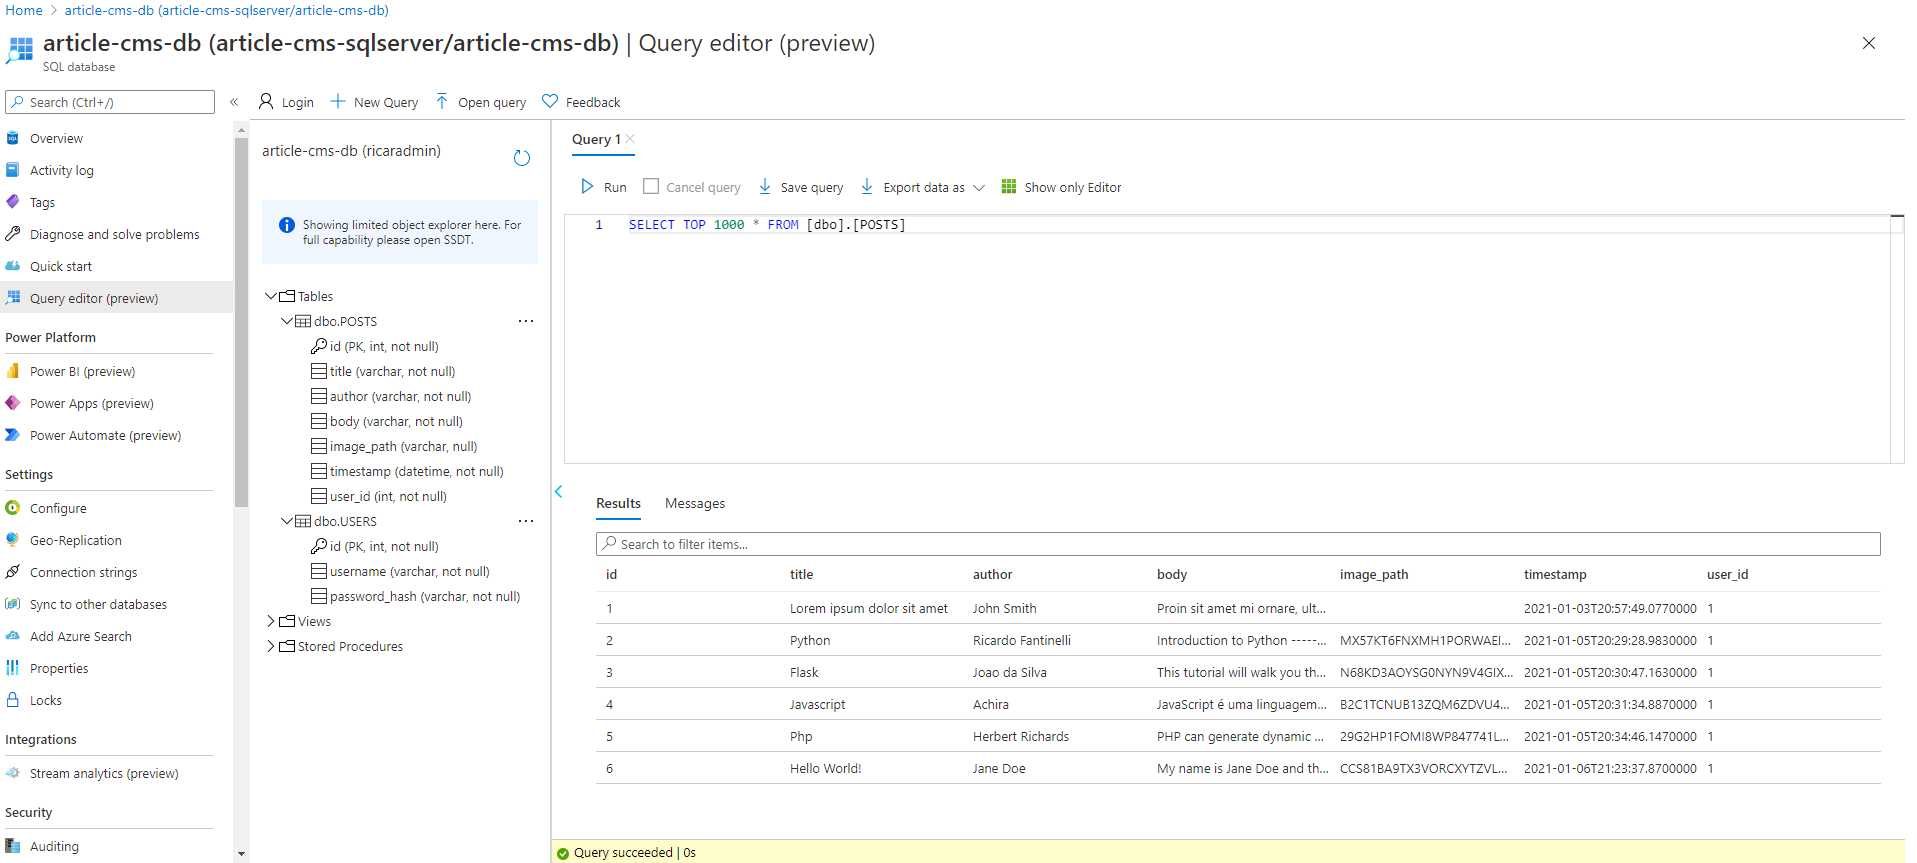 Home > article-cms-db (article-cms-sqlserver/article-cms-db)
article-cms-db (article-cms-sqlserver/article-cms-db) | Query editor (preview)
SQL database
Search (Ctrl+/)
«
Overview
Activity log
Tags
Diagnose and solve problems
Quick start
Query editor (preview)
Power Platform
Power BI (preview)
Power Apps (preview)
Power Automate (preview)
Settings
Configure
Geo-Replication
Connection strings
Sync to other databases
Add Azure Search
Properties
Locks
Integrations
Stream analytics (preview)
Security
Auditing
Login New Query Open query Feedback
article-cms-db (ricaradmin)
Showing limited object explorer here. For
full capability please open SSDT.
Tables
dbo.POSTS ...
id (PK, int, not null)
title (varchar, not null)
author (varchar, not null)
body (varchar, not null)
image_path (varchar, null)
timestamp (datetime, not null)
user_id (int, not null)
dbo.USERS ...
id (PK, int, not null)
username (varchar, not null)
password_hash (varchar, not null)
Views
Stored Procedures
Query 1
Run Cancel query Save query Export data as Show only Editor
1 SELECT TOP 1000 * FROM [dbo].[POSTS]
Results Messages
Search to filter items...
id title author body image_path timestamp user_id
1 Lorem ipsum dolor sit amet John Smith Proin sit amet mi ornare, ult... 2021-01-03T20:57:49.0770000 1
2 Python Ricardo Fantinelli Introduction to Python -----... MX57KT6FNXMH1PORWAEI... 2021-01-05T20:29:28.9830000 1
3 Flask Joao da Silva This tutorial will walk you th... N68KD3AOYSG0NYN9V4GIX... 2021-01-05T20:30:47.1630000 1
4 Javascript Achira JavaScript é uma linguagem... B2C1TCNUB13ZQM6ZDVU4... 2021-01-05T20:31:34.8870000 1
5 Php Herbert Richards PHP can generate dynamic ... 29G2HP1FOMI8WP847741L... 2021-01-05T20:34:46.1470000 1
6 Hello World! Jane Doe My name is Jane Doe and th... CCS81BA9TX3VORCXYTZVL... 2021-01-06T21:23:37.8700000 1
Query succeeded | 0s